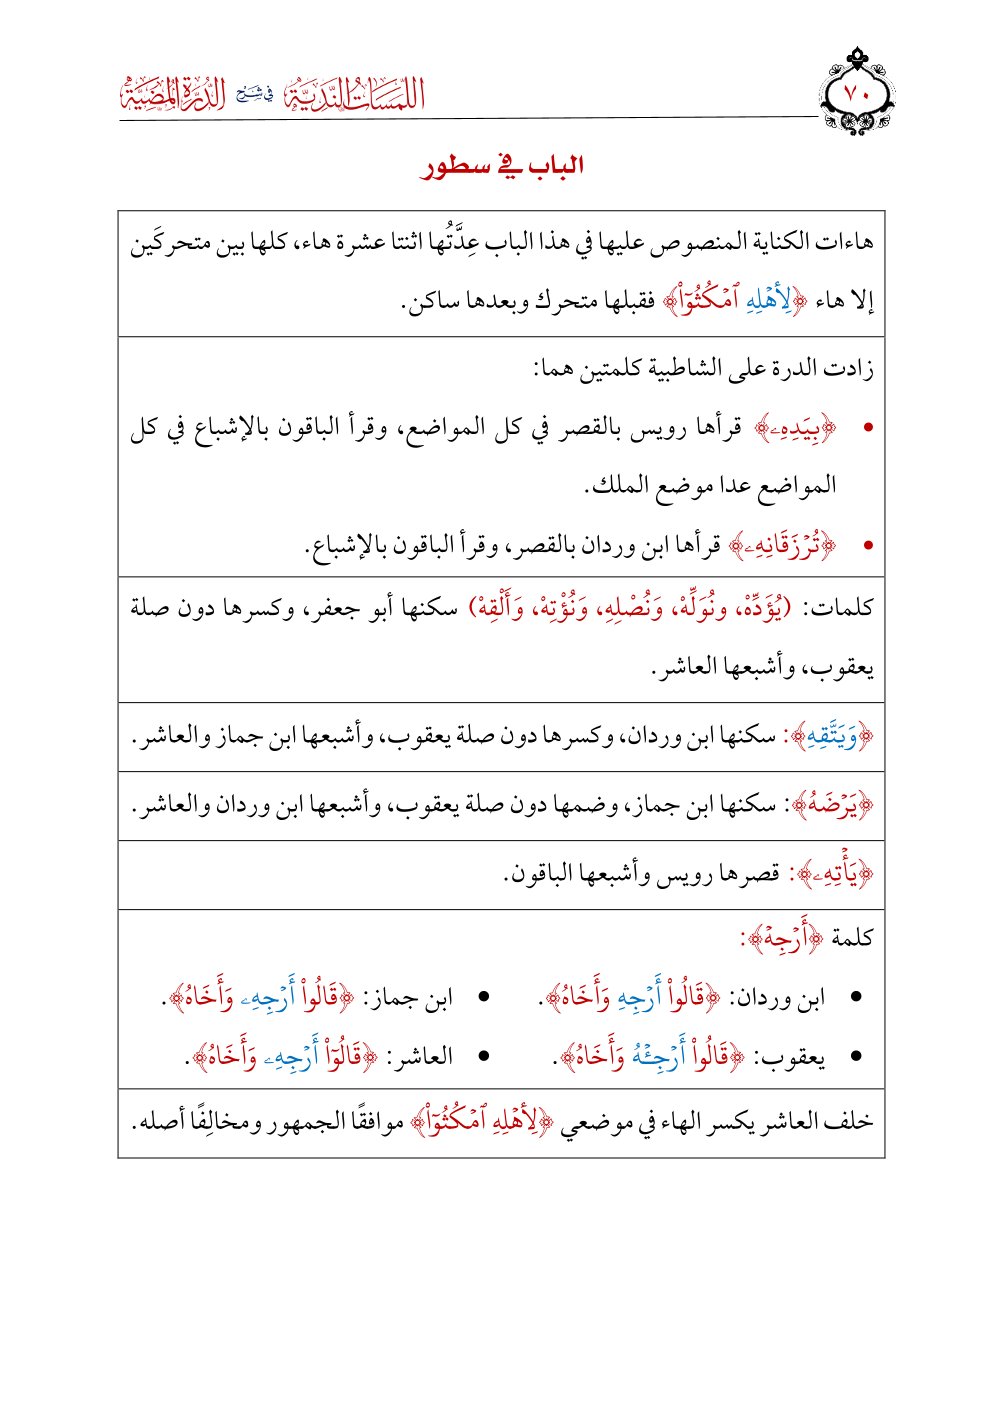 ٧٠
اللمسات الندية في شرح الدرة المضية
الباب في سطور
هاءات الكناية المنصوص عليها في هذا الباب عِدَّتُها اثنتا عشرة هاء، كلها بين متحركَين
إلا هاء ﴿لِأَهۡلِهِ ٱمۡكُثُوٓاْ﴾ فقبلها متحرك وبعدها ساكن.
زادت الدرة على الشاطبية كلمتين هما:
• ﴿بِيَدِهِۦ﴾ قرأها رويس بالقصر في كل المواضع، وقرأ الباقون بالإشباع في كل
المواضع عدا موضع الملك.
• ﴿تُرۡزَقَانِهِۦ﴾ قرأها ابن وردان بالقصر، وقرأ الباقون بالإشباع.
كلمات: (يُؤَدِّهْ، ونُوَلِّهْ، وَنُصْلِهِ، وَنُؤْتِهْ، وَأَلْقِهْ) سكنها أبو جعفر، وكسرها دون صلة
يعقوب، وأشبعها العاشر.
﴿وَيَتَّقِهِ﴾: سكنها ابن وردان، وكسرها دون صلة يعقوب، وأشبعها ابن جماز والعاشر.
﴿يَرۡضَهُ﴾: سكنها ابن جماز، وضمها دون صلة يعقوب، وأشبعها ابن وردان والعاشر.
﴿يَأۡتِهِۦ﴾: قصرها رويس وأشبعها الباقون.
كلمة ﴿أَرۡجِهۡ﴾:
• ابن وردان: ﴿قَالُواْ أَرۡجِهِ وَأَخَاهُ﴾. • ابن جماز: ﴿قَالُواْ أَرۡجِهِۦ وَأَخَاهُ﴾.
• يعقوب: ﴿قَالُواْ أَرۡجِئۡهُ وَأَخَاهُ﴾. • العاشر: ﴿قَالُوٓاْ أَرۡجِهِۦ وَأَخَاهُ﴾.
خلف العاشر يكسر الهاء في موضعي ﴿لِأَهۡلِهِ ٱمۡكُثُوٓاْ﴾ موافقًا الجمهور ومخالِفًا أصله.